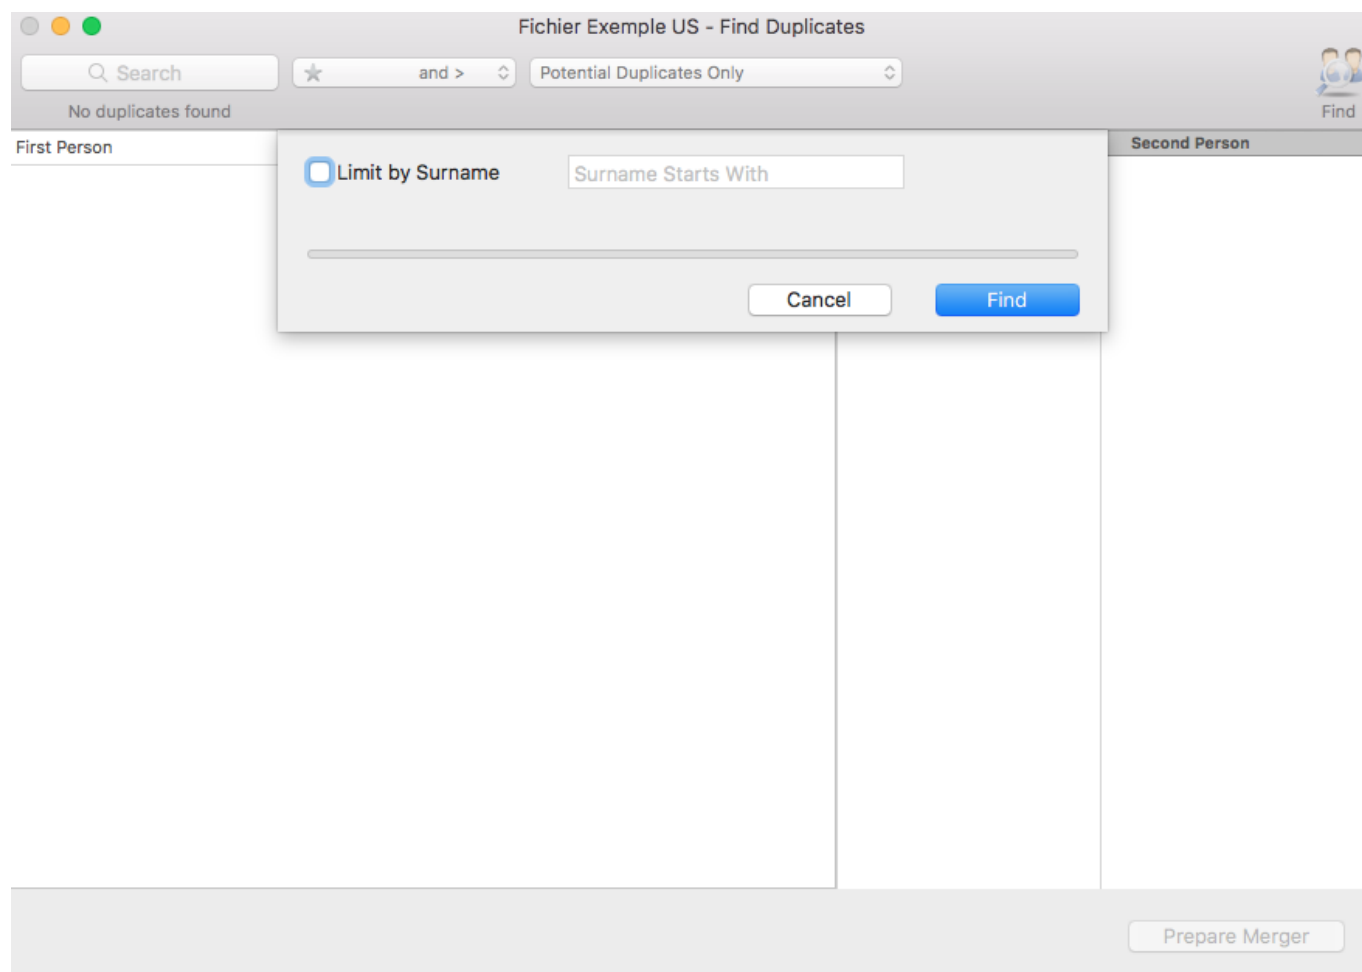 Fichier Exemple US - Find Duplicates
Search
and >
Potential Duplicates Only
No duplicates found
Find
First Person
Second Person
Limit by Surname
Surname Starts With
Cancel
Find
Prepare Merger